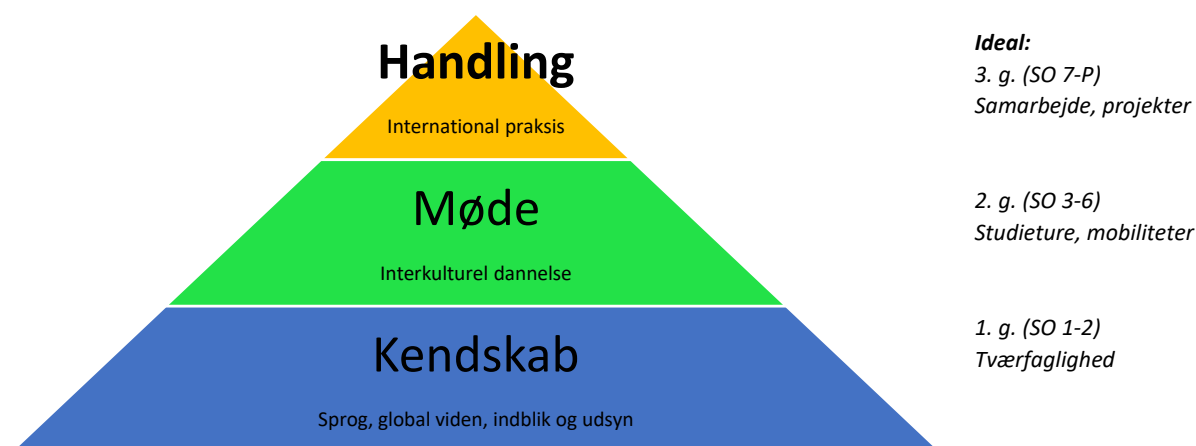 Handling
International praksis
Møde
Interkulturel dannelse
Kendskab
Sprog, global viden, indblik og udsyn
Ideal:
3. g. (SO 7-P)
Samarbejde, projekter
2. g. (SO 3-6)
Studieture, mobiliteter
1. g. (SO 1-2)
Tværfaglighed